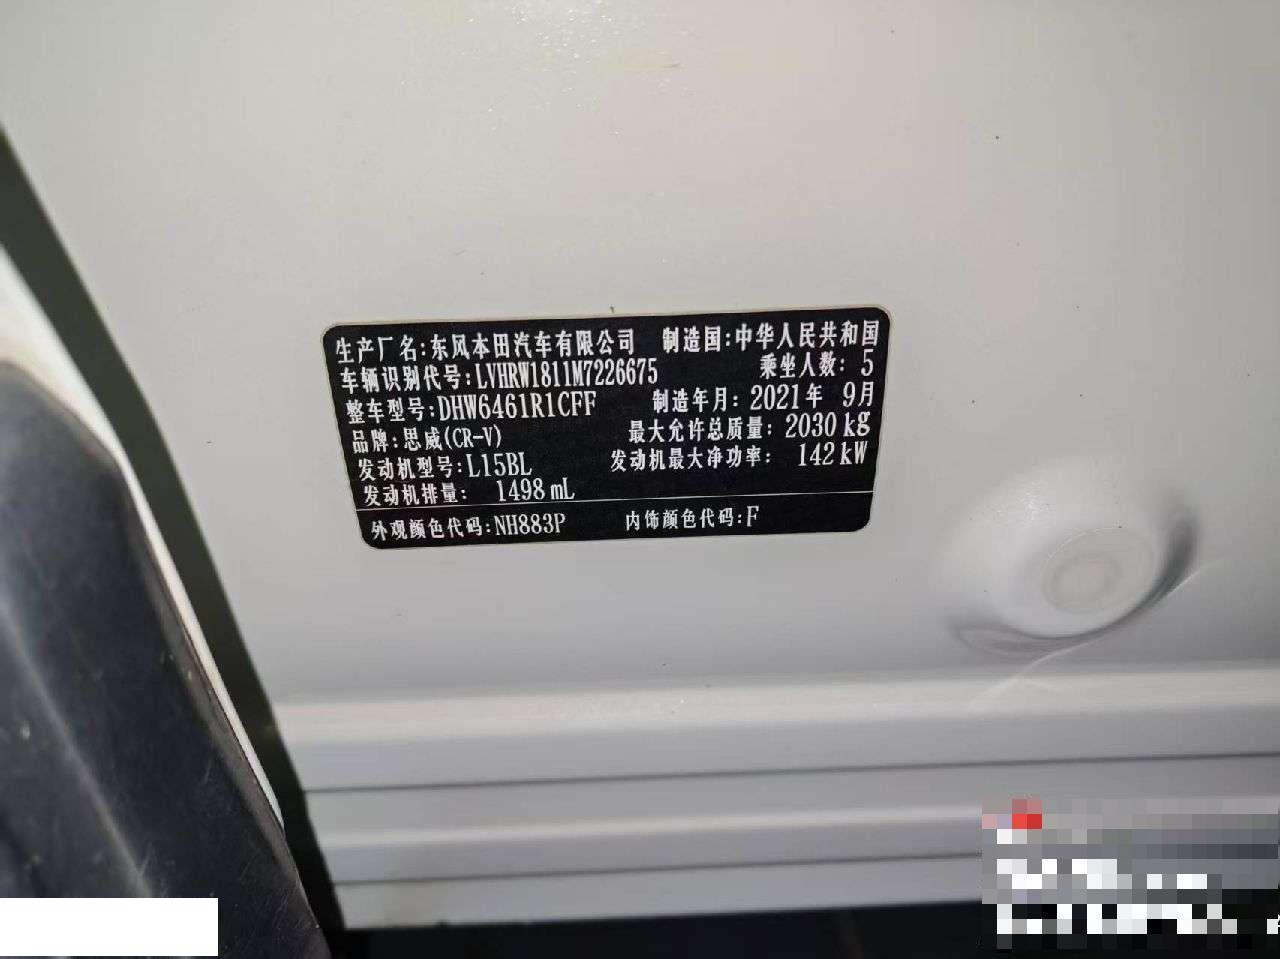 生产厂名:东风本田汽车有限公司 制造国:中华人民共和国
车辆识别代号:LVHRW1811M7226675 乘坐人数: 5
整车型号:DHW6461R1CFF 制造年月: 2021年 9月
品牌:思威(CR-V) 最大允许总质量: 2030 kg
发动机型号:L15BL 发动机最大净功率: 142 kW
发动机排量: 1498 mL
外观颜色代码:NH883P 内饰颜色代码:F